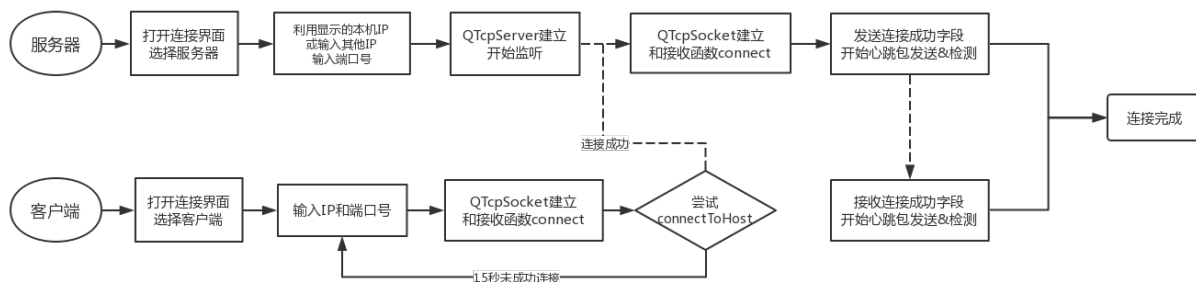 服务器
打开连接界面
选择服务器
利用显示的本机IP
或输入其他IP
输入端口号
QTcpServer建立
开始监听
QTcpSocket建立
和接收函数connect
发送连接成功字段
开始心跳包发送&检测
连接完成
连接成功
客户端
打开连接界面
选择客户端
输入IP和端口号
QTcpSocket建立
和接收函数connect
尝试
connectToHost
接收连接成功字段
开始心跳包发送&检测
15秒未成功连接